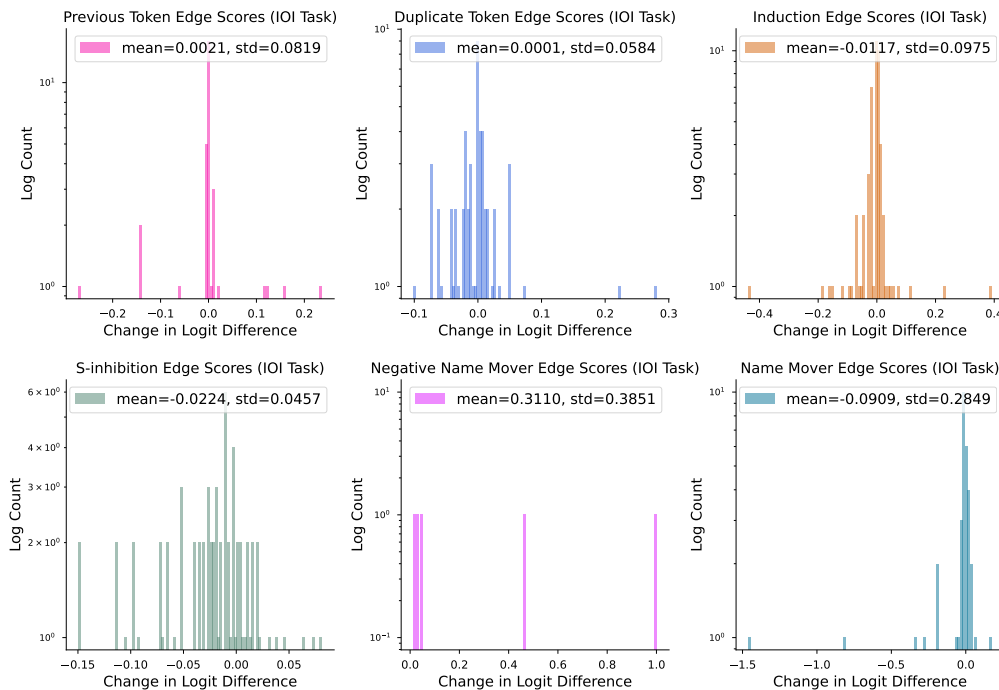 Previous Token Edge Scores (IOI Task)
mean=0.0021, std=0.0819
Log Count
10¹
10⁰
−0.2 −0.1 0.0 0.1 0.2
Change in Logit Difference
Duplicate Token Edge Scores (IOI Task)
mean=0.0001, std=0.0584
Log Count
10¹
10⁰
−0.1 0.0 0.1 0.2 0.3
Change in Logit Difference
Induction Edge Scores (IOI Task)
mean=-0.0117, std=0.0975
Log Count
10¹
10⁰
−0.4 −0.2 0.0 0.2 0.4
Change in Logit Difference
S-inhibition Edge Scores (IOI Task)
mean=-0.0224, std=0.0457
Log Count
6 × 10⁰
4 × 10⁰
3 × 10⁰
2 × 10⁰
10⁰
−0.15 −0.10 −0.05 0.00 0.05
Change in Logit Difference
Negative Name Mover Edge Scores (IOI Task)
mean=0.3110, std=0.3851
Log Count
10¹
10⁰
10⁻¹
0.0 0.2 0.4 0.6 0.8 1.0
Change in Logit Difference
Name Mover Edge Scores (IOI Task)
mean=-0.0909, std=0.2849
Log Count
10¹
10⁰
−1.5 −1.0 −0.5 0.0
Change in Logit Difference